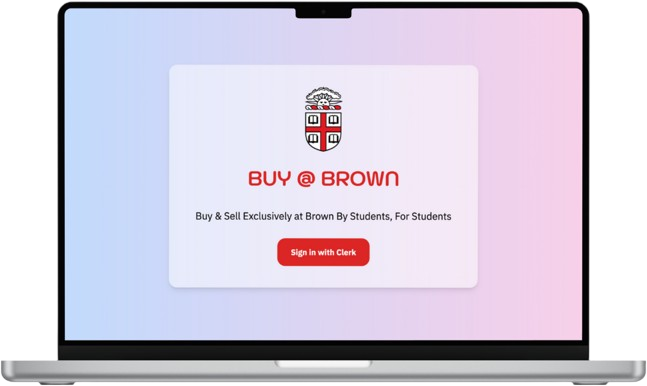 BUY @ BROWN
Buy & Sell Exclusively at Brown By Students, For Students
Sign in with Clerk